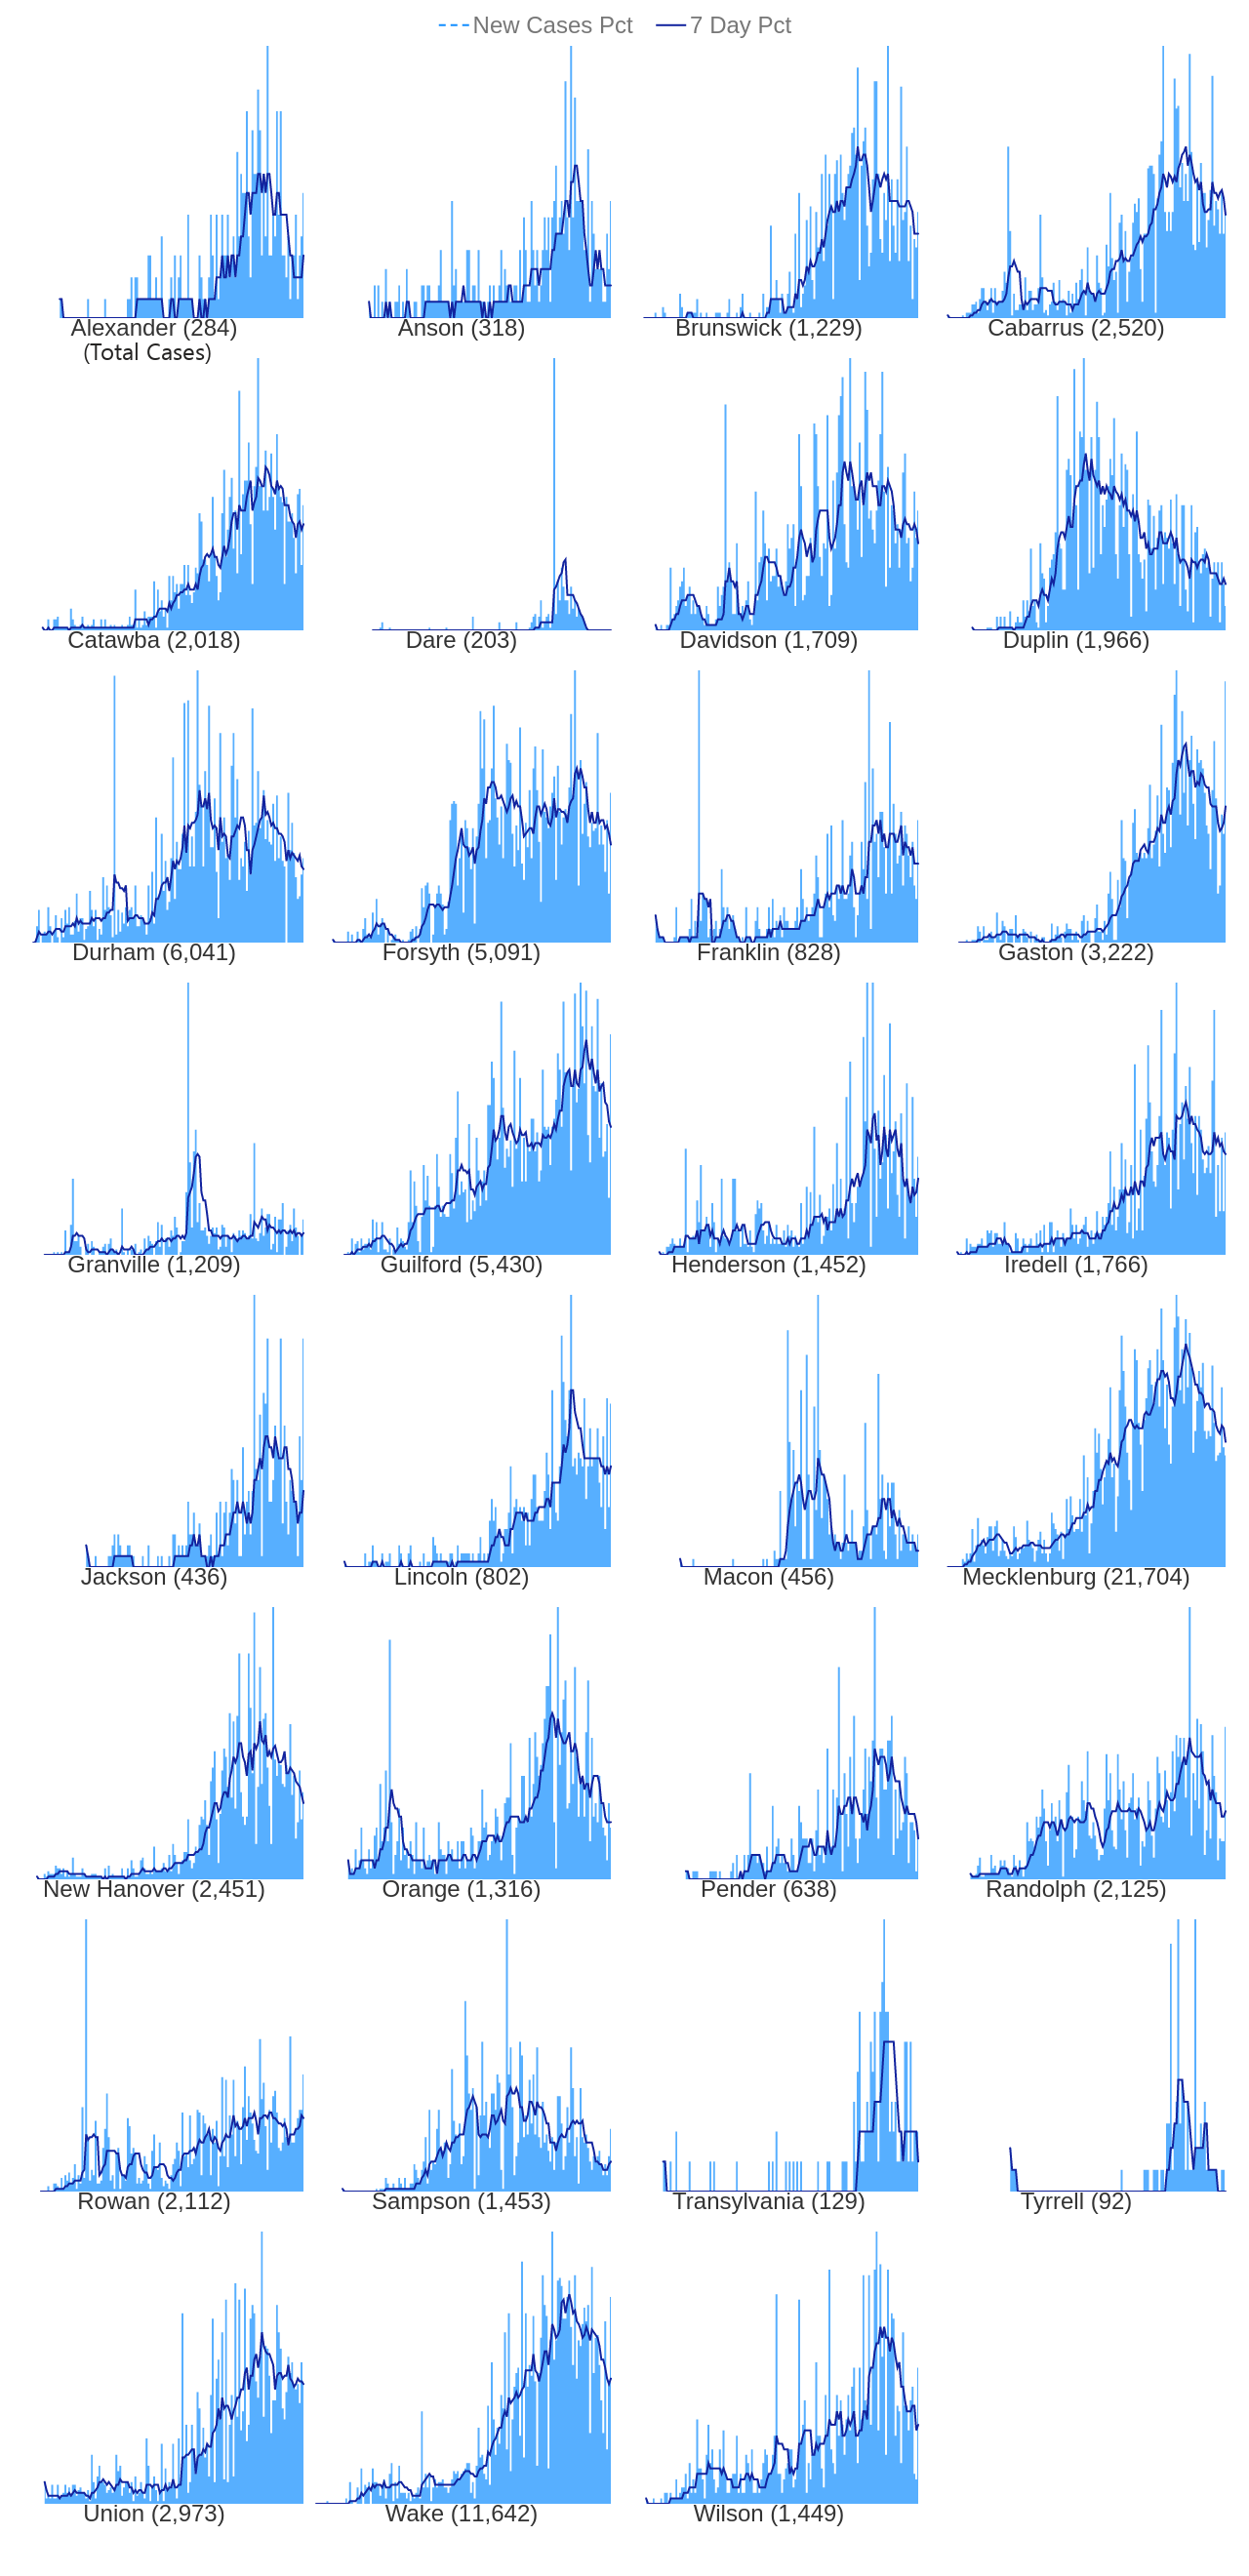 New Cases Pct 7 Day Pct
Alexander (284) Anson (318) Brunswick (1,229) Cabarrus (2,520)
(Total Cases)
Catawba (2,018) Dare (203) Davidson (1,709) Duplin (1,966)
Durham (6,041) Forsyth (5,091) Franklin (828) Gaston (3,222)
Granville (1,209) Guilford (5,430) Henderson (1,452) Iredell (1,766)
Jackson (436) Lincoln (802) Macon (456) Mecklenburg (21,704)
New Hanover (2,451) Orange (1,316) Pender (638) Randolph (2,125)
Rowan (2,112) Sampson (1,453) Transylvania (129) Tyrrell (92)
Union (2,973) Wake (11,642) Wilson (1,449)